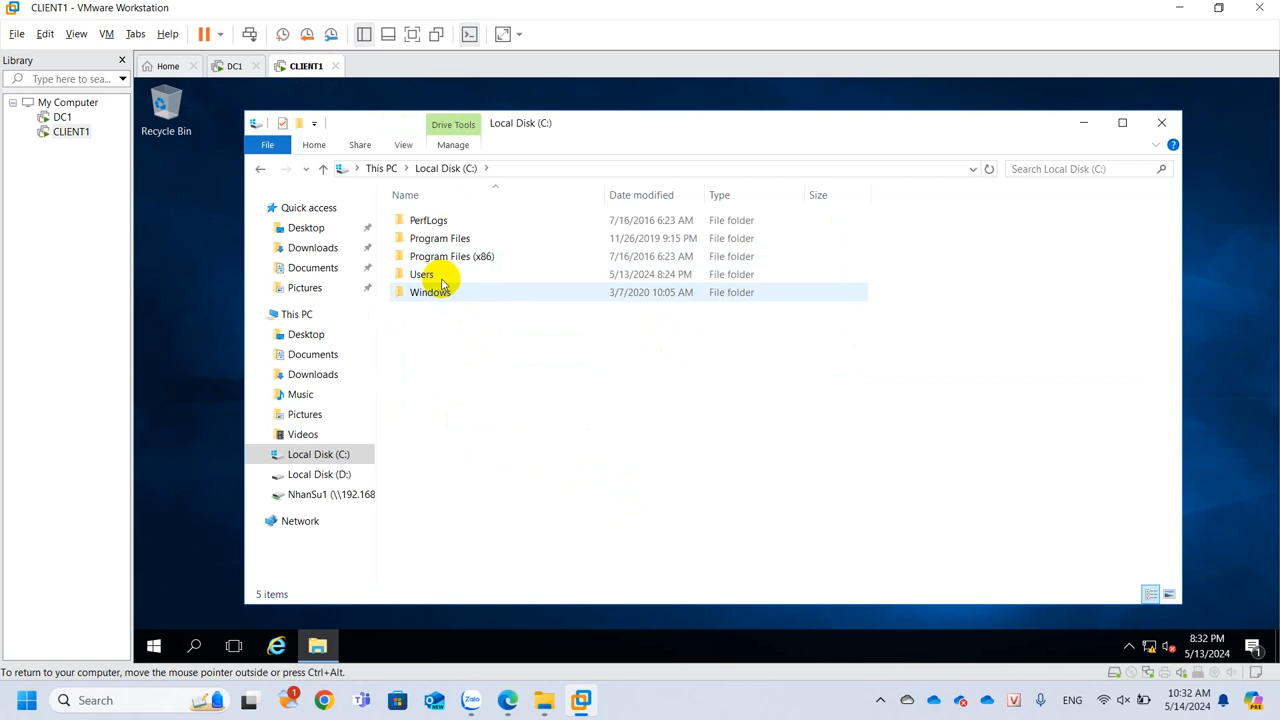 CLIENT1 - VMware Workstation
File Edit View VM Tabs Help
Library
Type here to sea...
Home DC1 CLIENT1
My Computer
DC1
CLIENT1
Recycle Bin
Drive Tools Local Disk (C:)
File Home Share View Manage
This PC Local Disk (C:)
Search Local Disk (C:)
Name Date modified Type Size
Quick access
Desktop
Downloads
Documents
Pictures
This PC
Desktop
Documents
Downloads
Music
Pictures
Videos
Local Disk (C:)
Local Disk (D:)
NhanSu1 (\\192.168
Network
PerfLogs 7/16/2016 6:23 AM File folder
Program Files 11/26/2019 9:15 PM File folder
Program Files (x86) 7/16/2016 6:23 AM File folder
Users 5/13/2024 8:24 PM File folder
Windows 3/7/2020 10:05 AM File folder
5 items
8:32 PM
5/13/2024
1
To return to your computer, move the mouse pointer outside or press Ctrl+Alt.
Search
1
Zalo
V
ENG
10:32 AM
5/14/2024
PRE